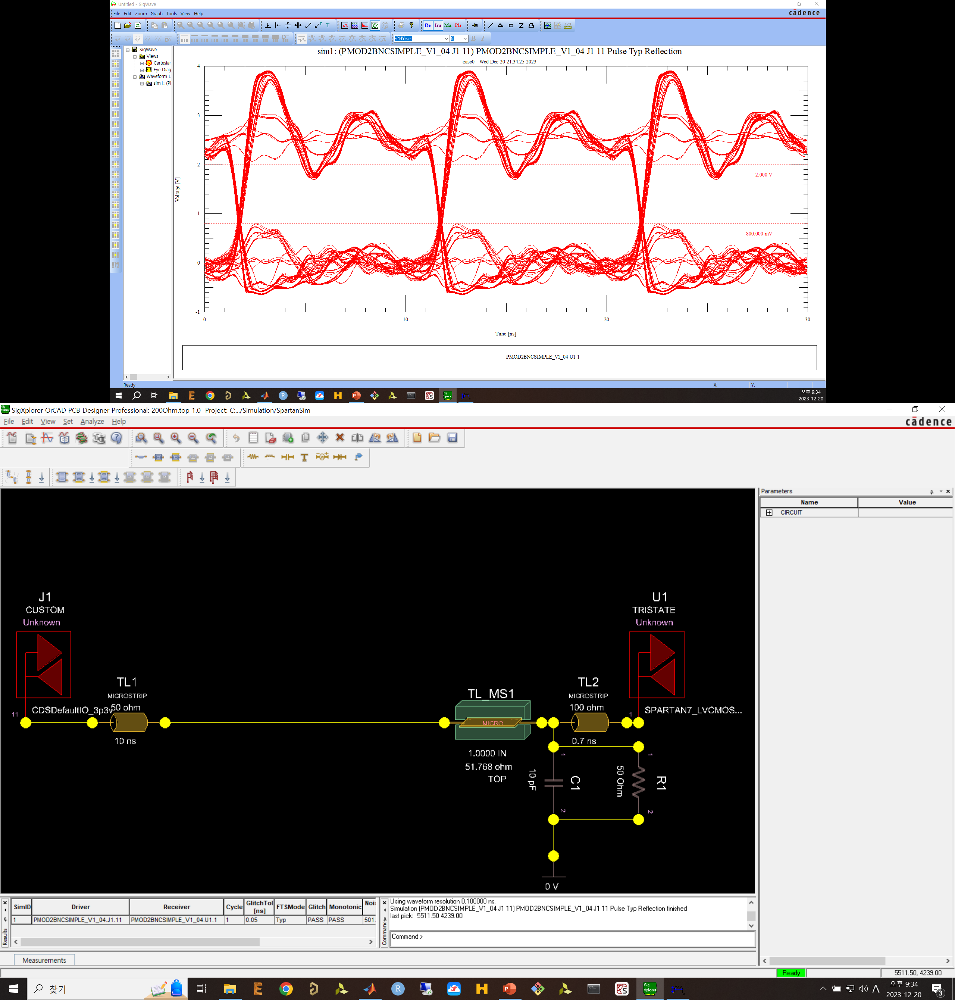 Untitled - SigWave
File Edit Zoom Graph Tools View Help
cādence
Re Im Ma Ph
SigWave
Views
Cartesian
Eye Diag
Waveform L
sim1: (Pl
sim1: (PMOD2BNCSIMPLE_V1_04 J1 11) PMOD2BNCSIMPLE_V1_04 J1 11 Pulse Typ Reflection
case0 - Wed Dec 20 21:34:25 2023
4
3
2
1
0
-1
Voltage [V]
2.000 V
800.000 mV
0
10
20
30
Time [ns]
PMOD2BNCSIMPLE_V1_04 U1 1
Ready
X:
Y:
오후 9:34
2023-12-20
SigXplorer OrCAD PCB Designer Professional: 200Ohm.top 1.0 Project: C:.../Simulation/SpartanSim
File Edit View Set Analyze Help
cādence
Parameters
Name Value
CIRCUIT
J1
CUSTOM
Unknown
11
CDSDefaultIO_3p3v
TL1
MICROSTRIP
50 ohm
10 ns
TL_MS1
MICRO
1.0000 IN
51.768 ohm
TOP
TL2
MICROSTRIP
100 ohm
0.7 ns
U1
TRISTATE
Unknown
1
SPARTAN7_LVCMOS...
1
10 pF
C1
2
1
50 Ohm
R1
2
0 V
SimID Driver Receiver Cycle GlitchTol [ns] FTSMode Glitch Monotonic Noi
1 PMOD2BNCSIMPLE_V1_04.J1.11 PMOD2BNCSIMPLE_V1_04.U1.1 1 0.05 Typ PASS PASS 501.
Results
Using waveform resolution 0.100000 ns.
Simulation (PMOD2BNCSIMPLE_V1_04 J1 11) PMOD2BNCSIMPLE_V1_04 J1 11 Pulse Typ Reflection finished
last pick: 5511.50 4239.00
Command >
Command
Measurements
Ready
5511.50, 4239.00
찾기
A
오후 9:34
2023-12-20
3